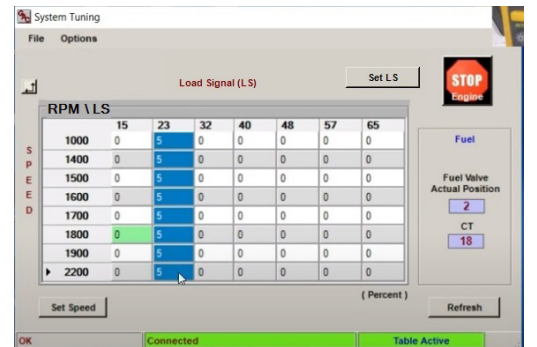 System Tuning
File Options
Load Signal (LS)
Set LS
STOP
Engine
RPM \ LS
15 23 32 40 48 57 65
1000 0 5 0 0 0 0 0
1400 0 5 0 0 0 0 0
1500 0 5 0 0 0 0 0
1600 0 5 0 0 0 0 0
1700 0 5 0 0 0 0 0
1800 0 5 0 0 0 0 0
1900 0 5 0 0 0 0 0
2200 0 5 0 0 0 0 0
SPEED
Fuel
Fuel Valve
Actual Position
2
CT
18
( Percent )
Set Speed
Refresh
OK
Connected
Table Active